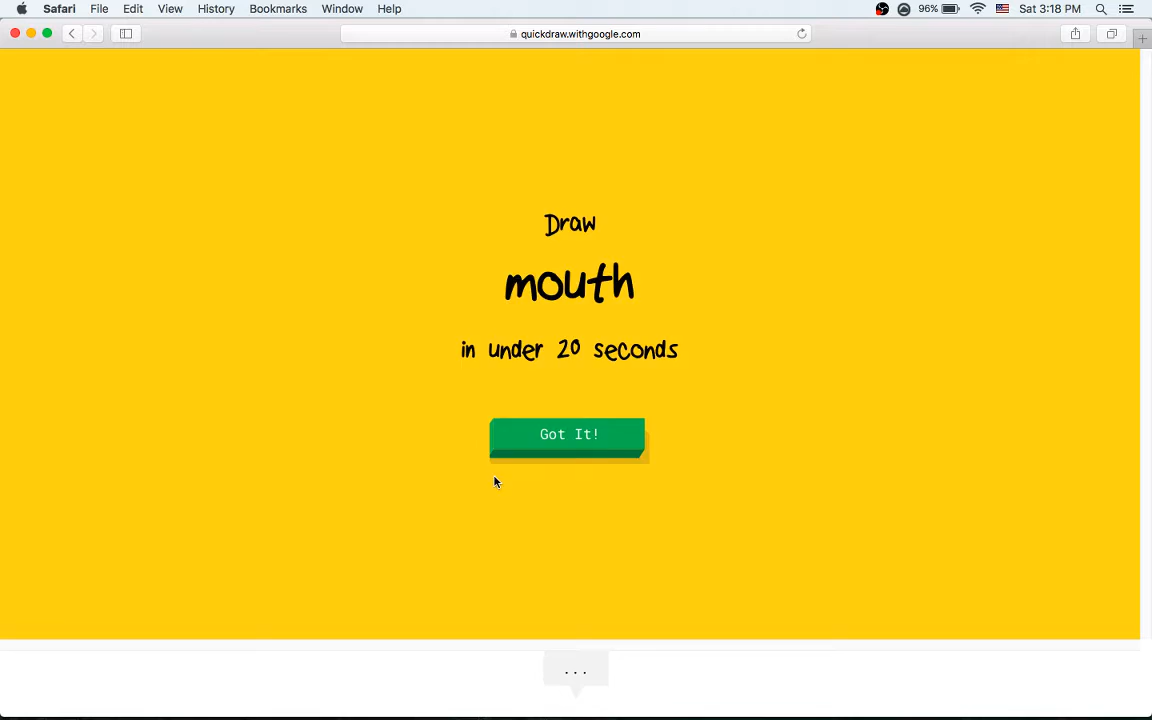 Safari File Edit View History Bookmarks Window Help 96% Sat 3:18 PM
quickdraw.withgoogle.com
Draw
mouth
in under 20 seconds
Got It!
...